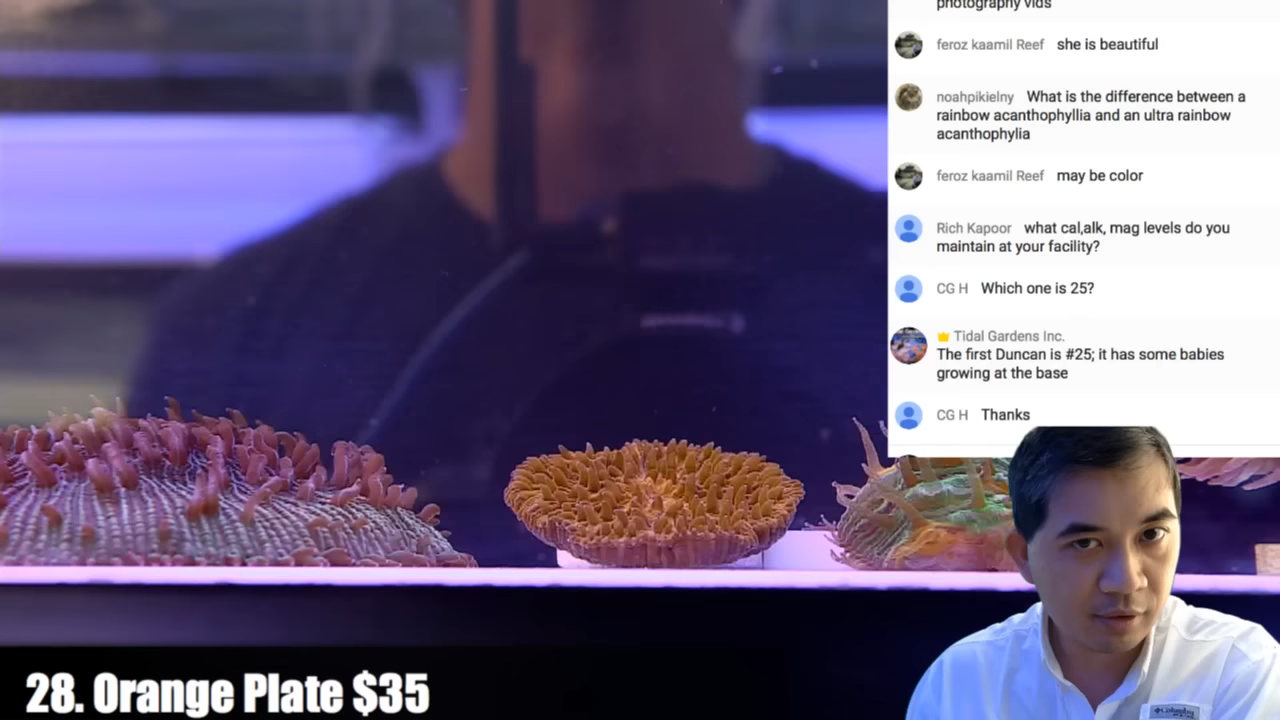 photography vids
feroz kaamil Reef she is beautiful
noahpikielny What is the difference between a
rainbow acanthophyllia and an ultra rainbow
acanthophylia
feroz kaamil Reef may be color
Rich Kapoor what cal,alk, mag levels do you
maintain at your facility?
CG H Which one is 25?
Tidal Gardens Inc.
The first Duncan is #25; it has some babies
growing at the base
CG H Thanks
28. Orange Plate $35
Columbia